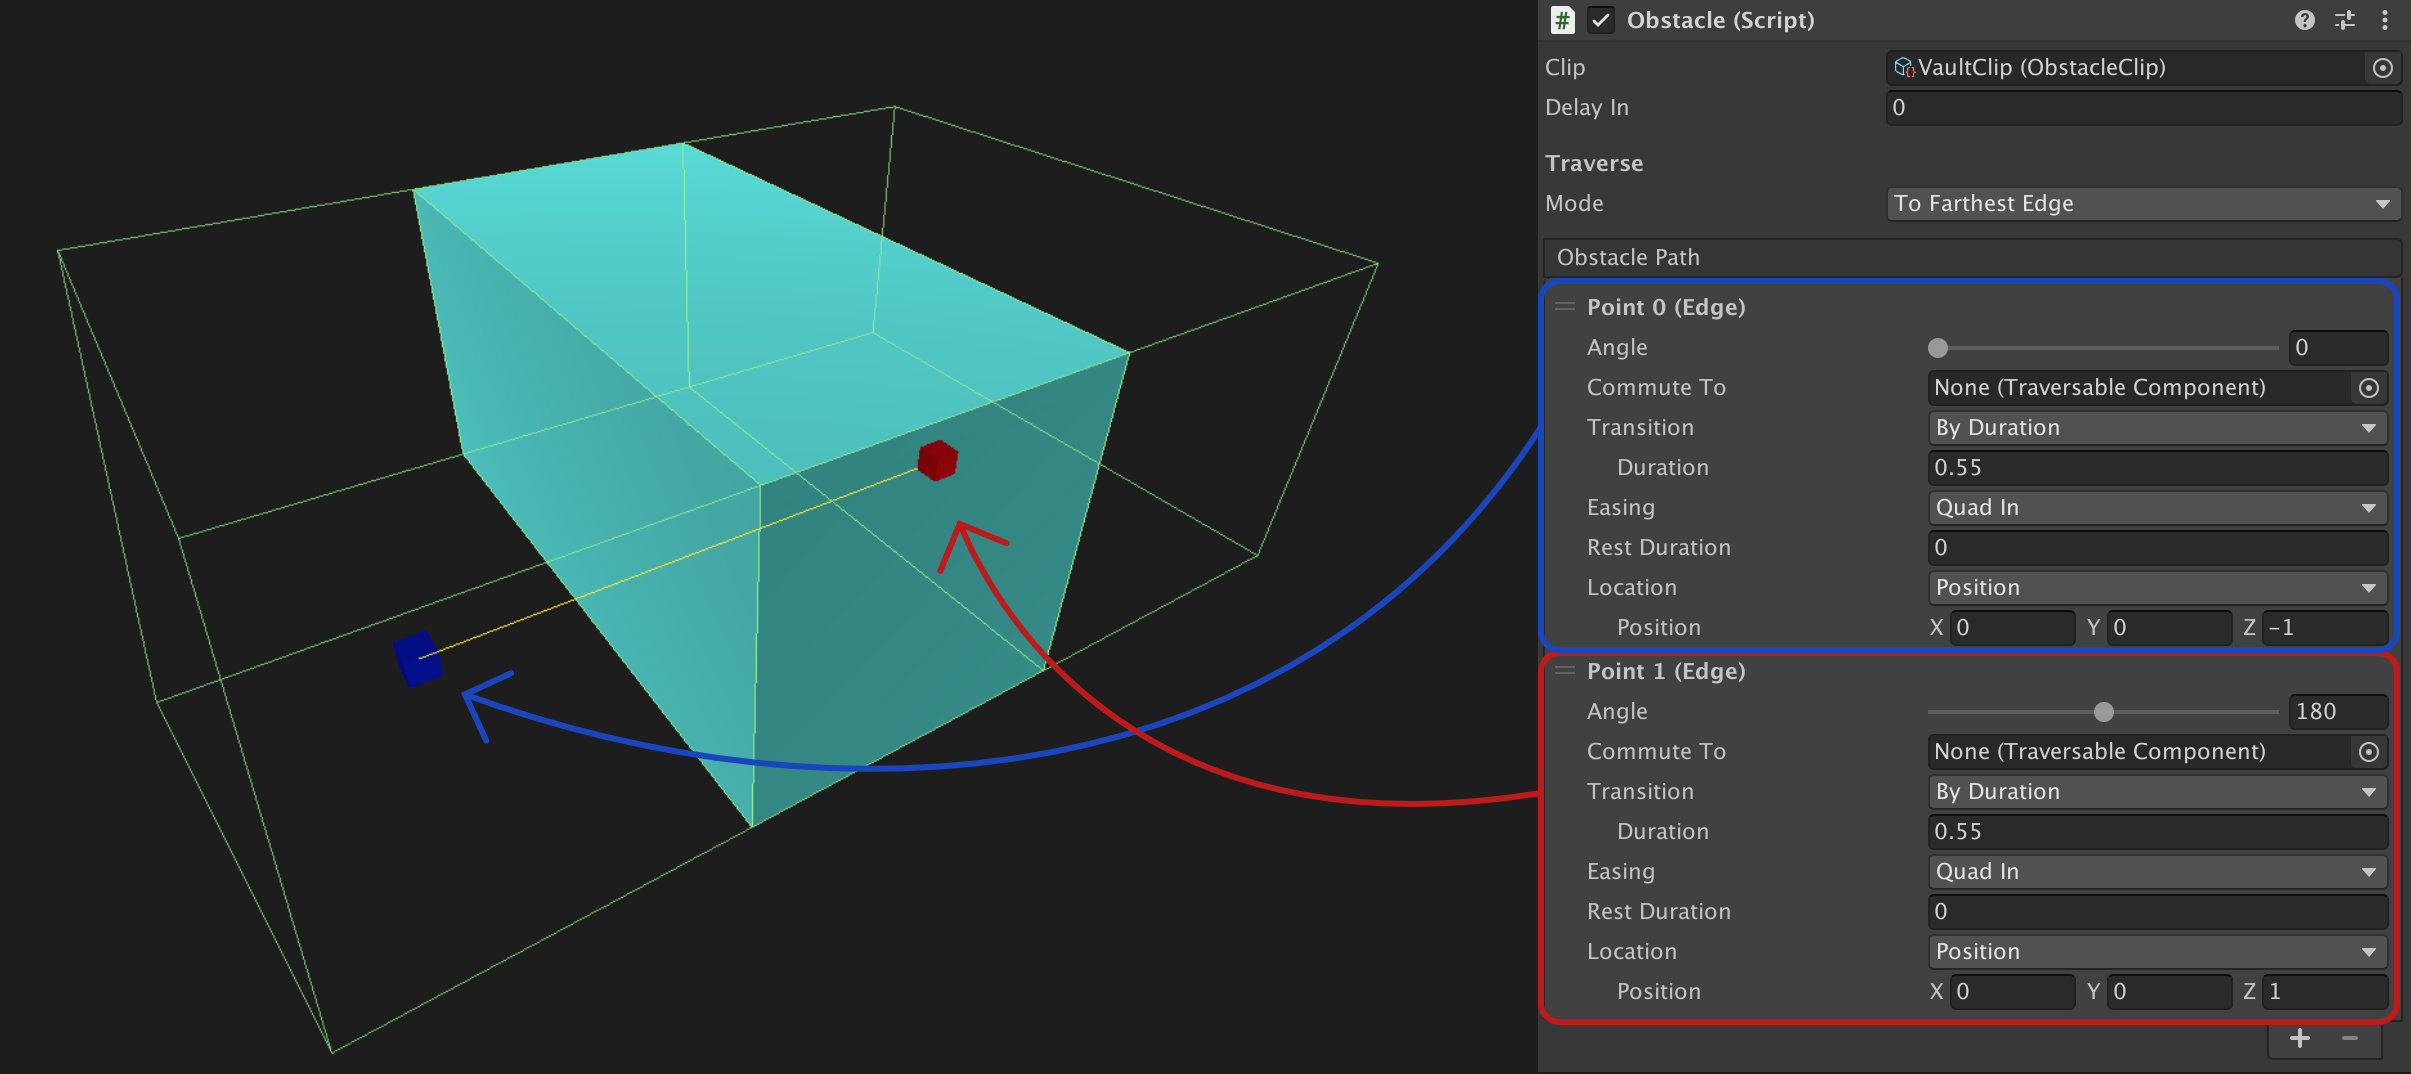 # Obstacle (Script)
Clip VaultClip (ObstacleClip)
Delay In 0
Traverse
Mode To Farthest Edge
Obstacle Path
Point 0 (Edge)
Angle 0
Commute To None (Traversable Component)
Transition By Duration
Duration 0.55
Easing Quad In
Rest Duration 0
Location Position
Position X 0 Y 0 Z -1
Point 1 (Edge)
Angle 180
Commute To None (Traversable Component)
Transition By Duration
Duration 0.55
Easing Quad In
Rest Duration 0
Location Position
Position X 0 Y 0 Z 1